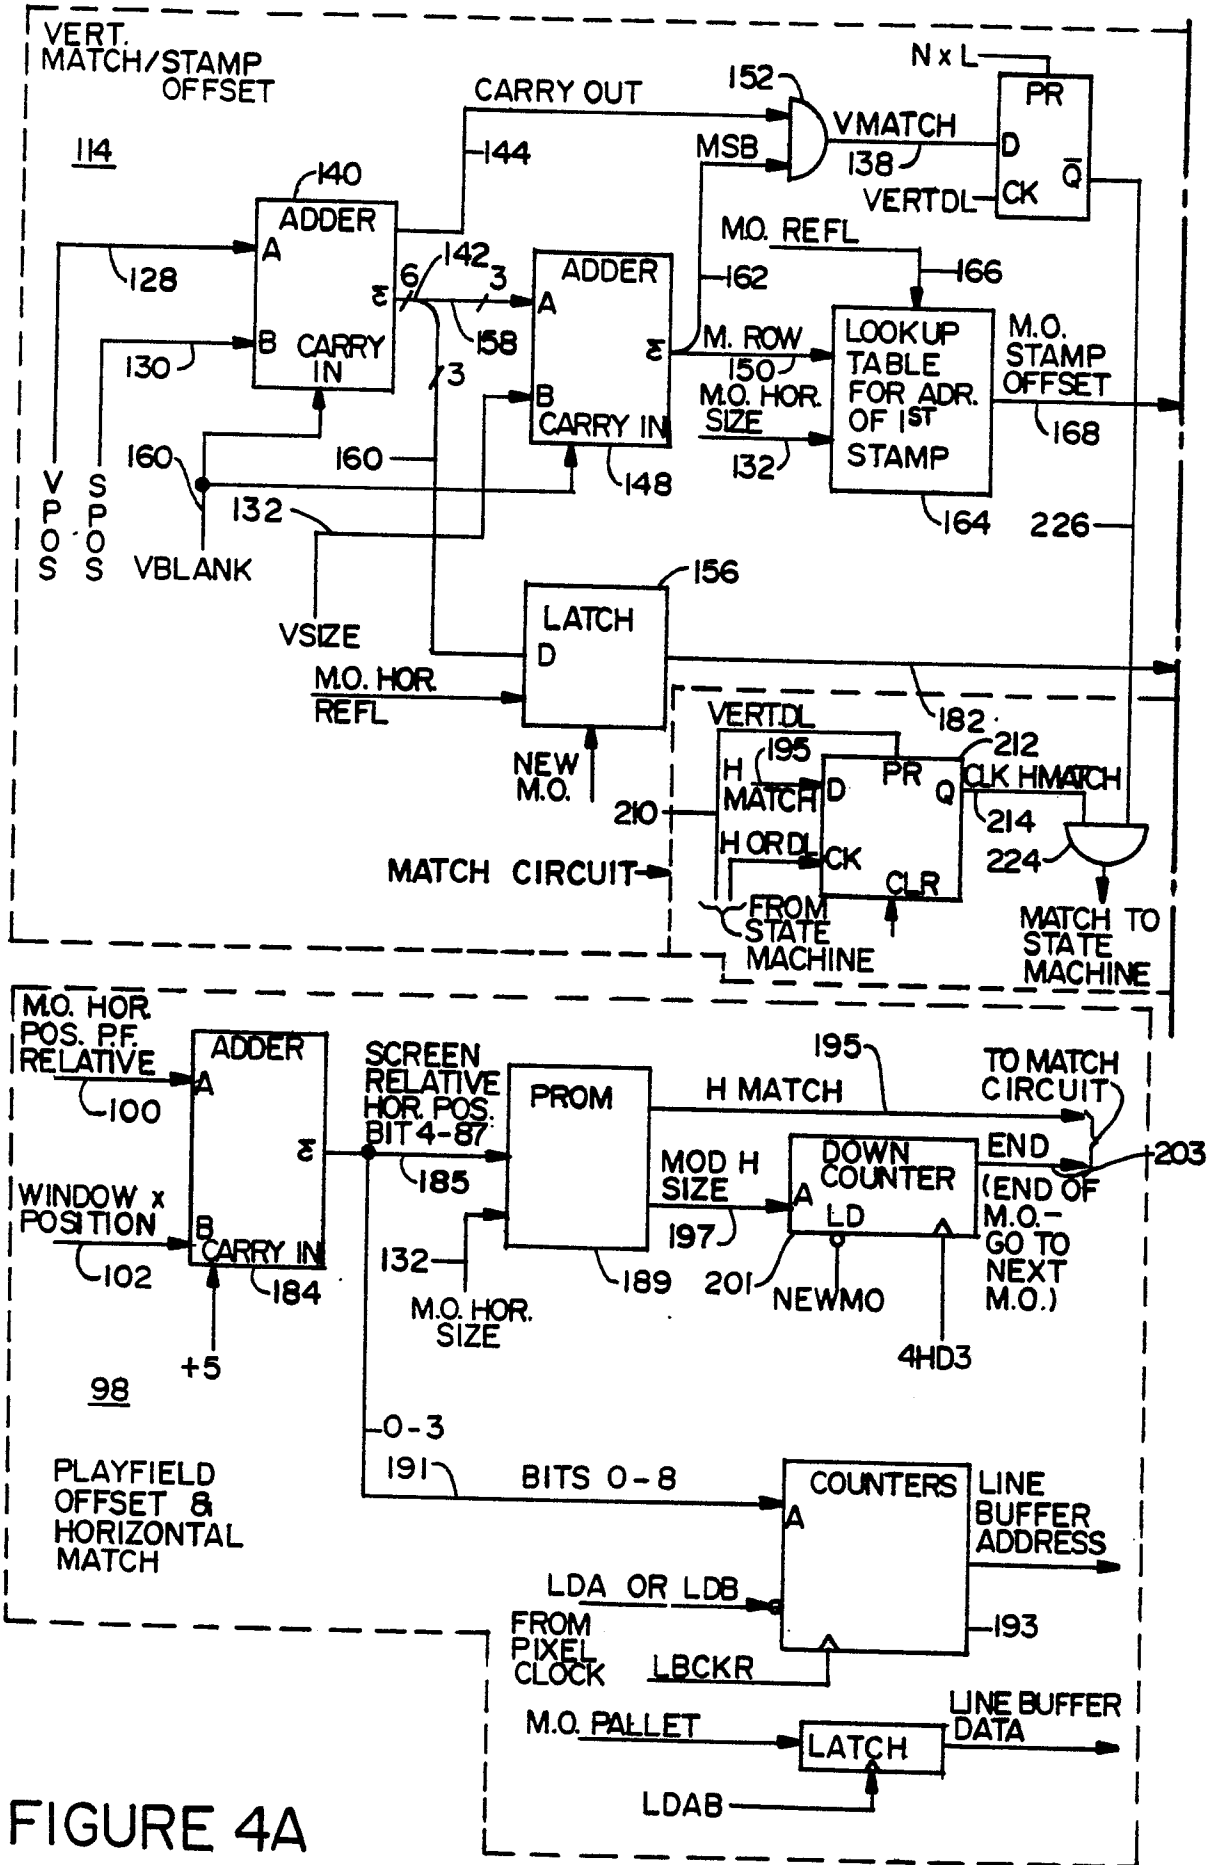 VERT.
MATCH/STAMP
OFFSET
114
CARRY OUT
144
152
MSB
VMATCH
138
N x L
PR
D
Q̅
CK
VERTDL
140
ADDER
A
128
B
130
CARRY
IN
Σ
6
142
3
158
3
160
ADDER
A
Σ
B
CARRY IN
148
162
M.O. REFL
166
M. ROW
150
M.O. HOR.
SIZE
132
LOOKUP
TABLE
FOR ADR.
OF 1ST
STAMP
164
M.O.
STAMP
OFFSET
168
226
VPOS
SPOS
160
VBLANK
132
VSIZE
156
LATCH
D
M.O. HOR.
REFL
NEW
M.O.
182
VERTDL
195
H
MATCH
210
H ORDL
D
PR
Q
CK
CLR
212
CLK HMATCH
214
224
MATCH CIRCUIT
FROM
STATE
MACHINE
MATCH TO
STATE
MACHINE
M.O. HOR.
POS. P.F.
RELATIVE
100
WINDOW x
POSITION
102
ADDER
A
Σ
B
CARRY IN
184
+5
98
SCREEN
RELATIVE
HOR. POS.
BIT 4-87
185
132
M.O. HOR.
SIZE
PROM
189
195
H MATCH
TO MATCH
CIRCUIT
MOD H
SIZE
197
DOWN
COUNTER
A
LD
201
NEWMO
4HD3
END
203
(END OF
M.O.-
GO TO
NEXT
M.O.)
0-3
191
BITS 0-8
PLAYFIELD
OFFSET &
HORIZONTAL
MATCH
COUNTERS
A
193
LINE
BUFFER
ADDRESS
LDA OR LDB
FROM
PIXEL
CLOCK
LBCKR
M.O. PALLET
LATCH
LINE BUFFER
DATA
LDAB
FIGURE 4A